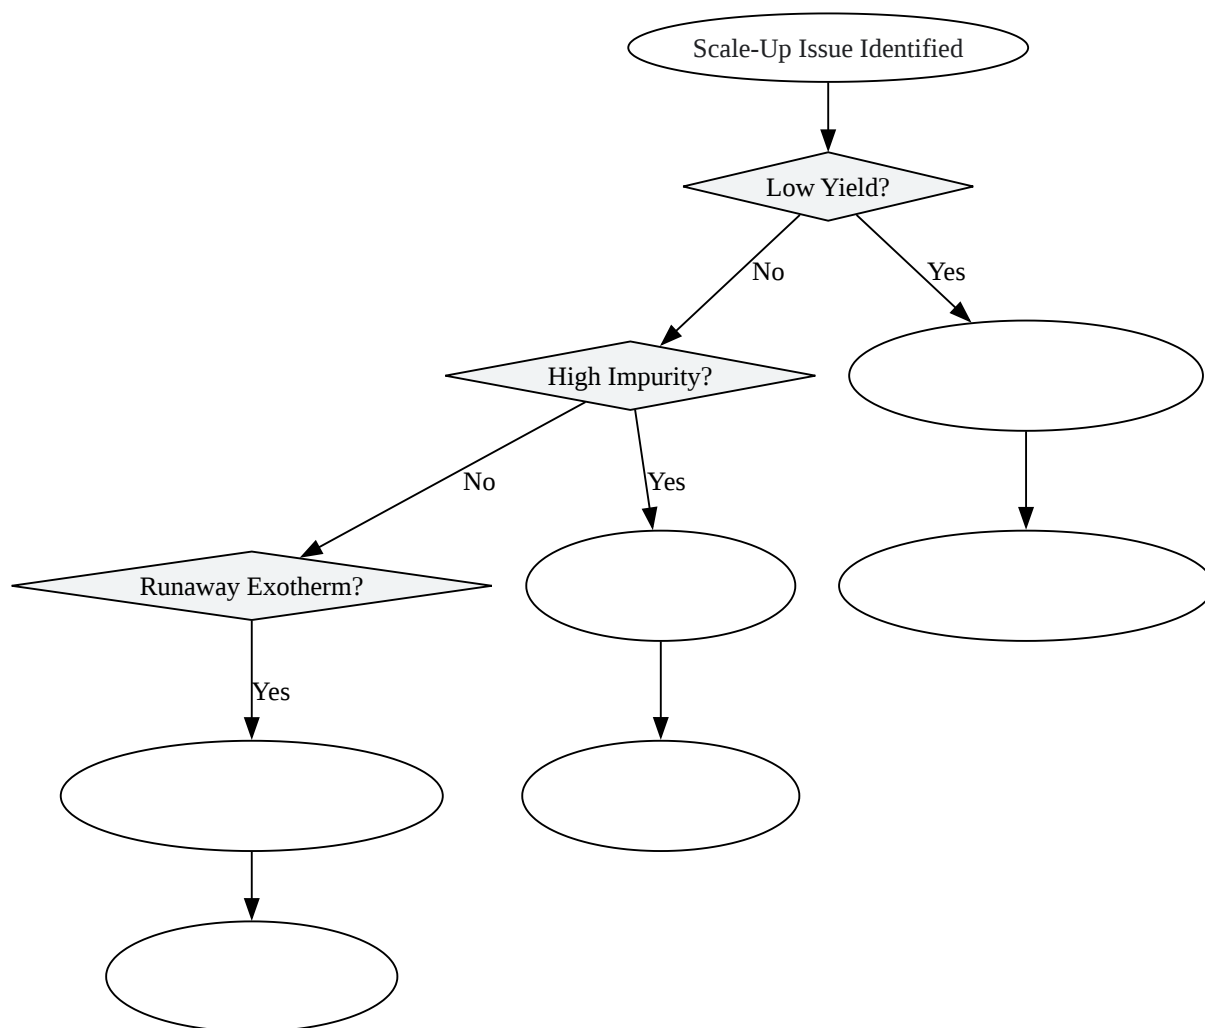 Scale-Up Issue Identified
Low Yield?
No
Yes
High Impurity?
No
Yes
Runaway Exotherm?
Yes